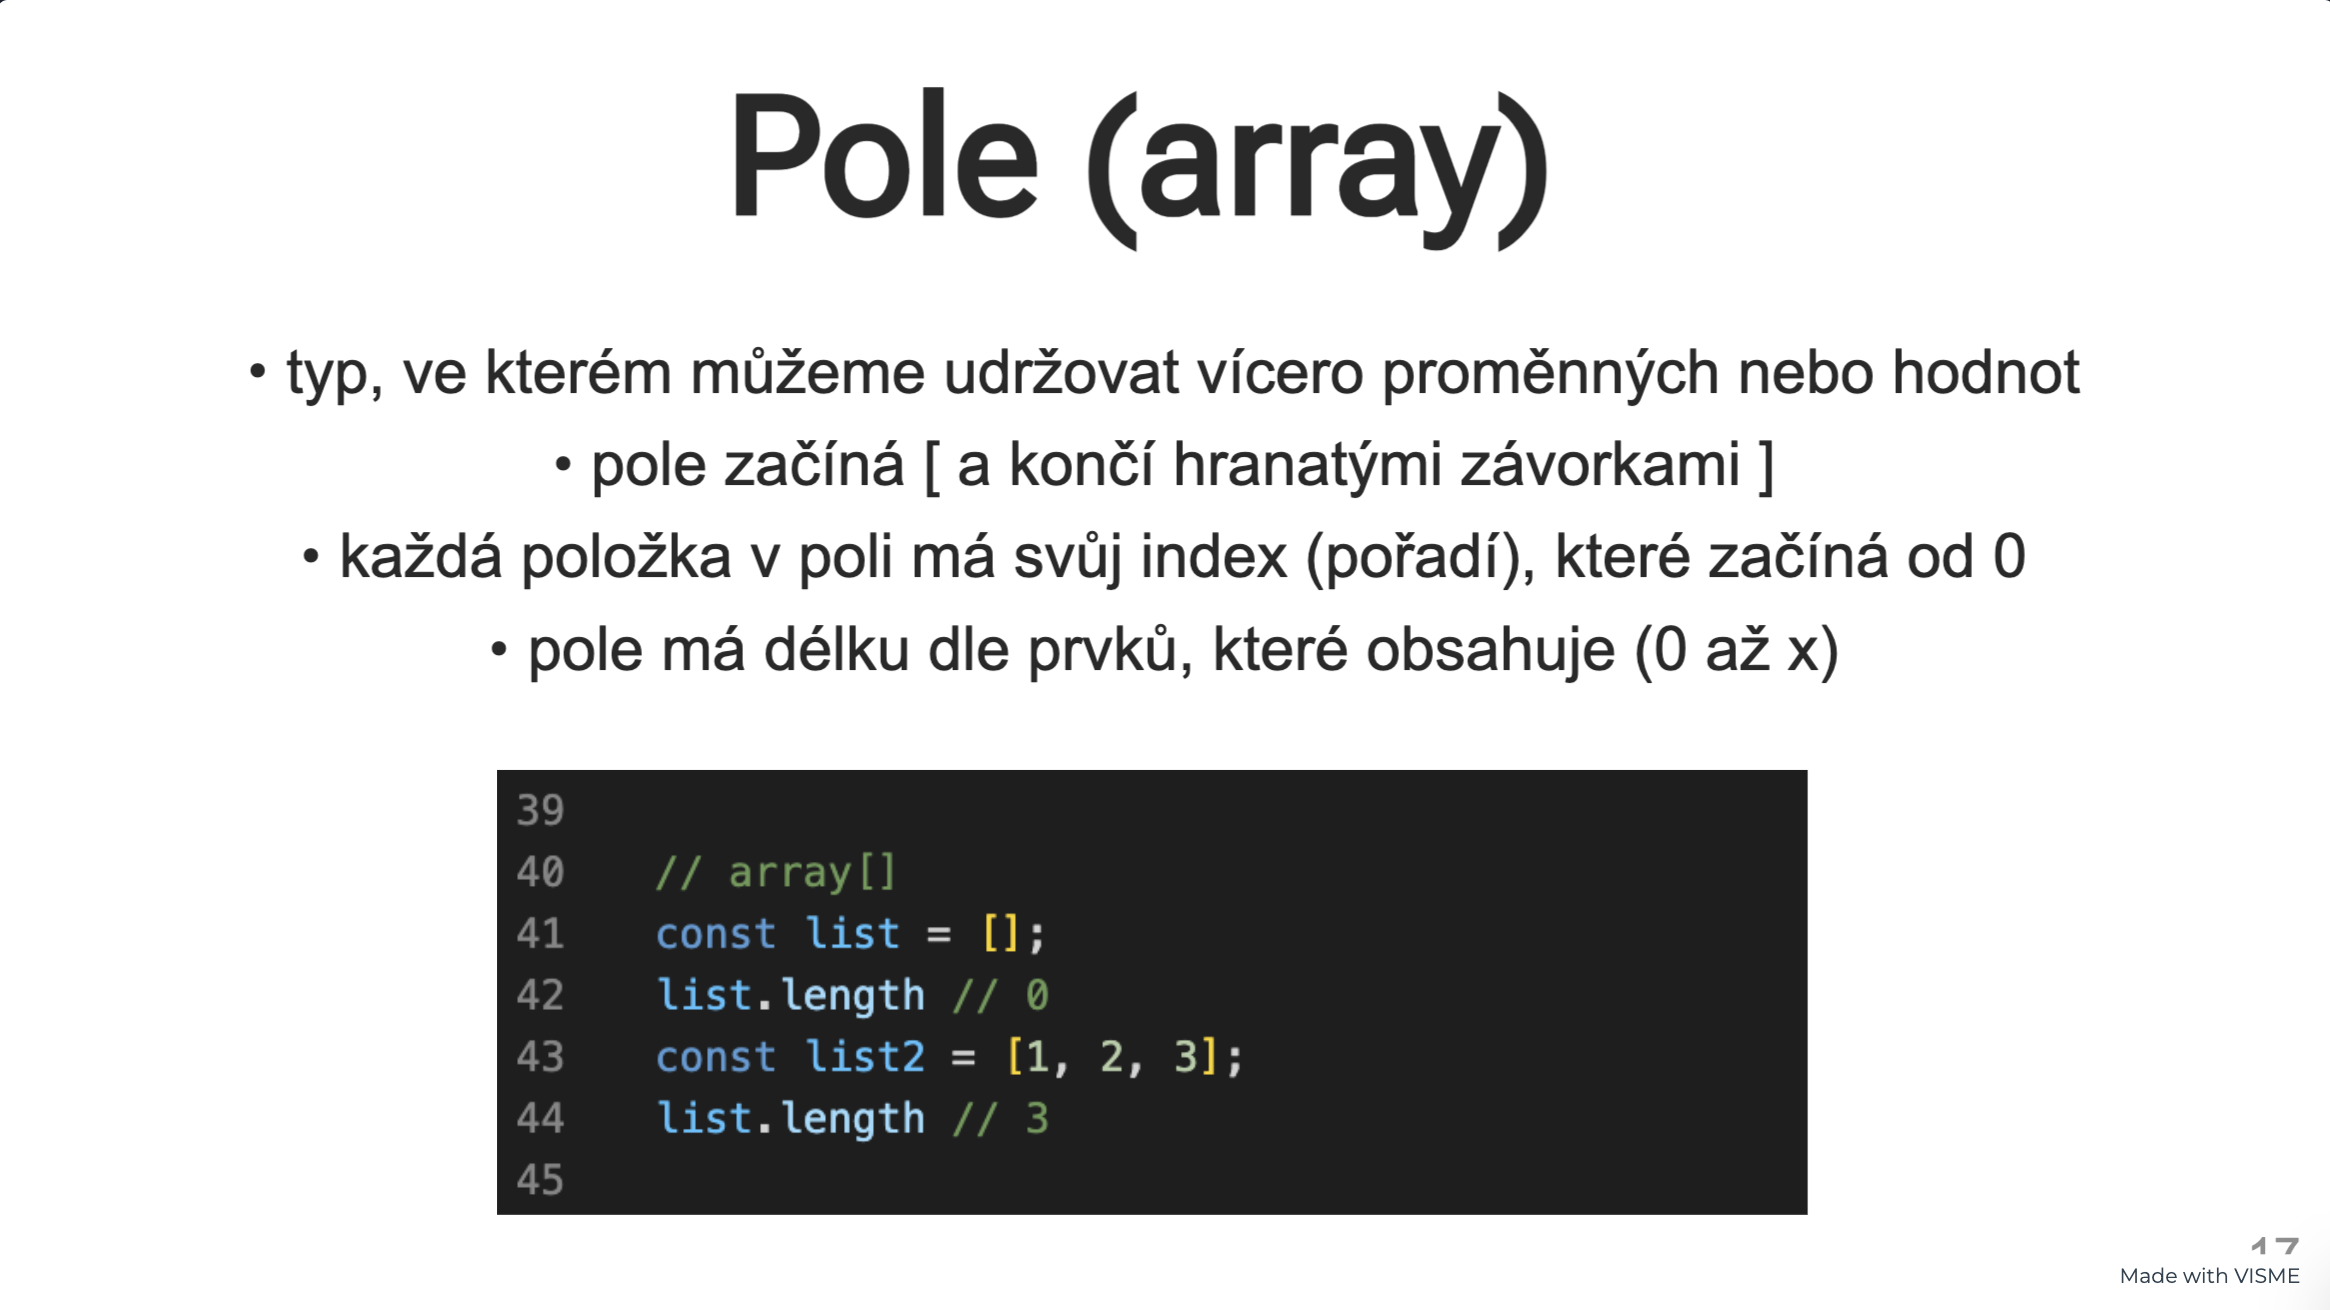 Pole (array)
• typ, ve kterém můžeme udržovat vícero proměnných nebo hodnot
• pole začíná [ a končí hranatými závorkami ]
• každá položka v poli má svůj index (pořadí), které začíná od 0
• pole má délku dle prvků, které obsahuje (0 až x)
39
40 // array[]
41 const list = [];
42 list.length // 0
43 const list2 = [1, 2, 3];
44 list.length // 3
45
17
Made with VISME